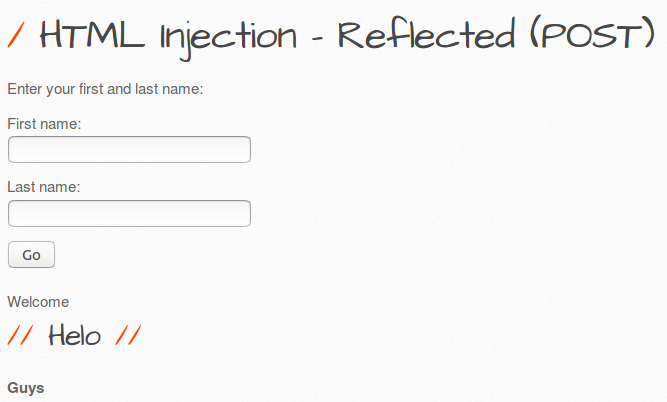 / HTML Injection - Reflected (POST)
Enter your first and last name:
First name:
Last name:
Go
Welcome
// Helo //
Guys